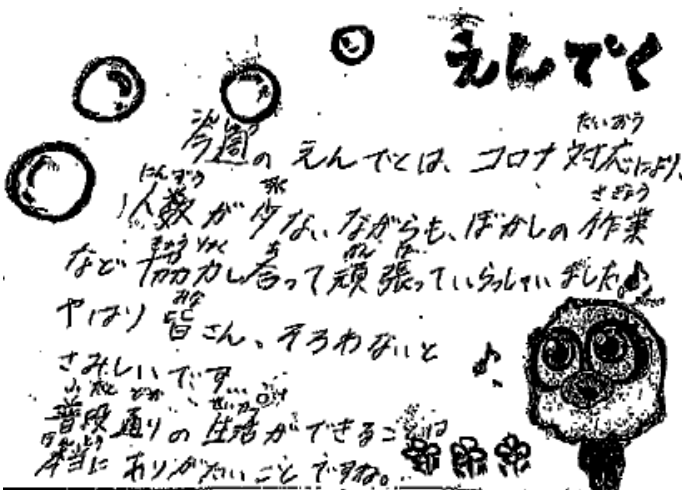 えんでく
今週のえんでくは、コロナ対応により、
人数が少ないながらも、ぼかしの作業
など協力し合って頑張っていらっしゃいました。
やはり皆さん、そろわないと
さみしいです...
普段通りの生活ができることは
本当にありがたいことですね。